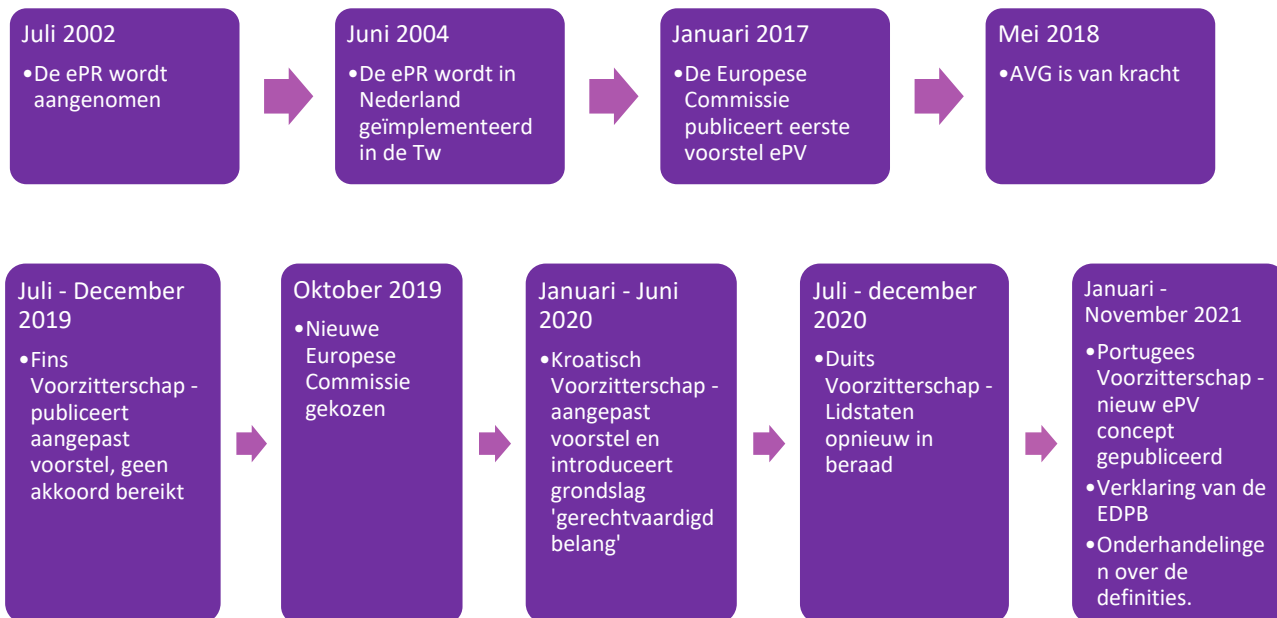 Juli 2002
•De ePR wordt
aangenomen
Juni 2004
•De ePR wordt in
Nederland
geïmplementeerd
in de Tw
Januari 2017
•De Europese
Commissie
publiceert eerste
voorstel ePV
Mei 2018
•AVG is van kracht
Juli - December
2019
•Fins
Voorzitterschap -
publiceert
aangepast
voorstel, geen
akkoord bereikt
Oktober 2019
•Nieuwe
Europese
Commissie
gekozen
Januari - Juni
2020
•Kroatisch
Voorzitterschap -
aangepast
voorstel en
introduceert
grondslag
'gerechtvaardigd
belang'
Juli - december
2020
•Duits
Voorzitterschap -
Lidstaten
opnieuw in
beraad
Januari -
November 2021
•Portugees
Voorzitterschap -
nieuw ePV
concept
gepubliceerd
•Verklaring van de
EDPB
•Onderhandelinge
n over de
definities.